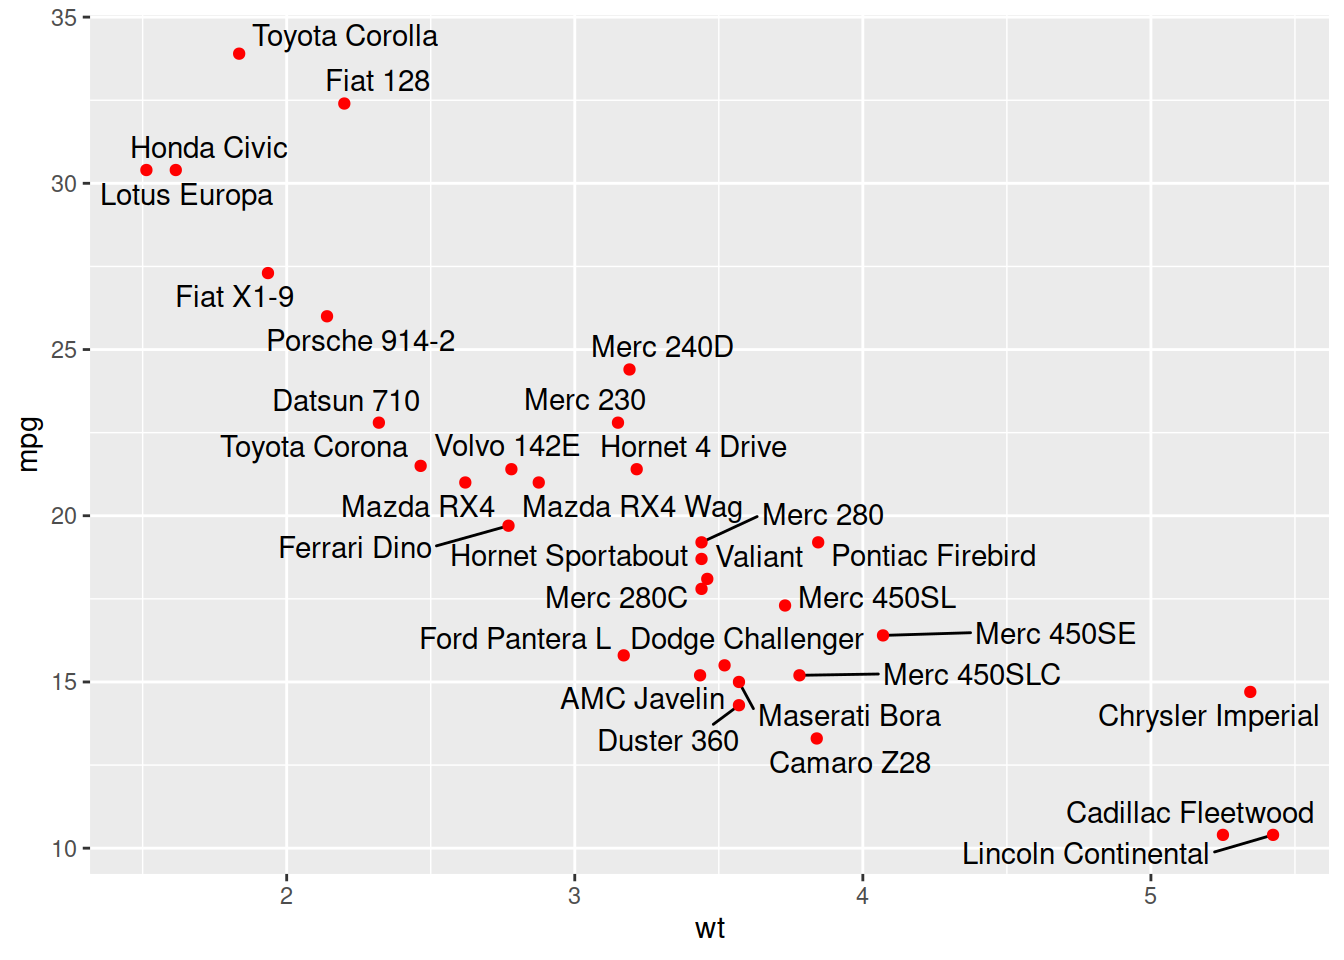 35
Toyota Corolla
Fiat 128
Honda Civic
30
Lotus Europa
Fiat X1-9
Porsche 914-2
25
Merc 240D
Datsun 710
Merc 230
mpg
Toyota Corona
Volvo 142E
Hornet 4 Drive
Mazda RX4
Mazda RX4 Wag
20
Merc 280
Ferrari Dino
Hornet Sportabout
Valiant
Pontiac Firebird
Merc 280C
Merc 450SL
Ford Pantera L
Dodge Challenger
Merc 450SE
15
Merc 450SLC
AMC Javelin
Maserati Bora
Chrysler Imperial
Duster 360
Camaro Z28
Cadillac Fleetwood
10
Lincoln Continental
2
3
4
5
wt